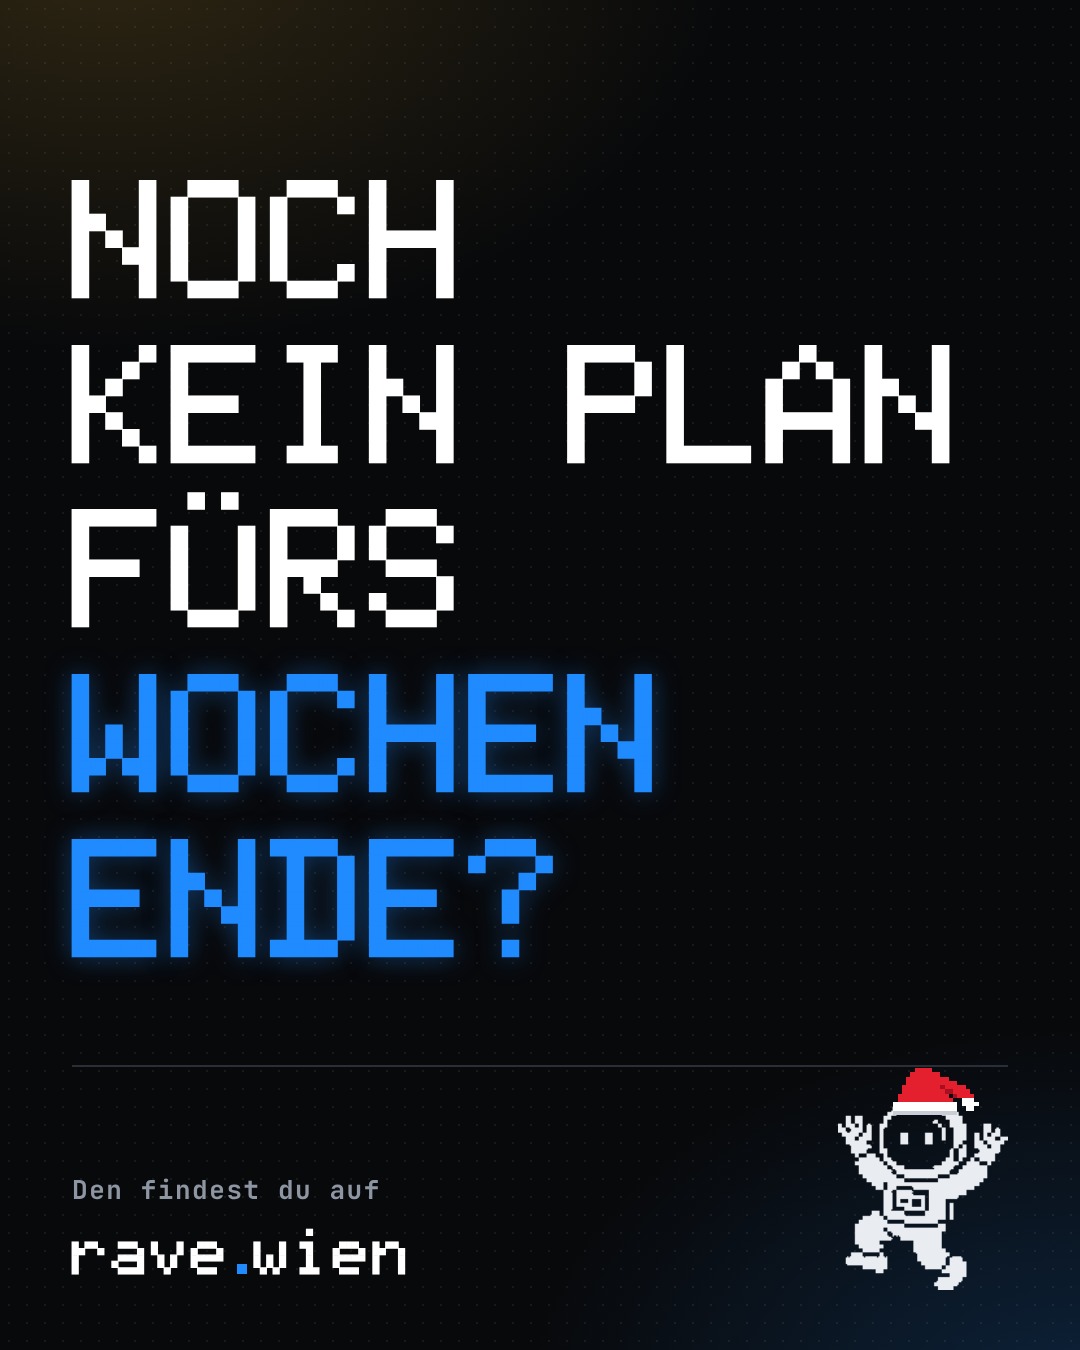 NOCH
KEIN PLAN
FÜRS
WOCHEN
ENDE?
Den findest du auf
rave.wien